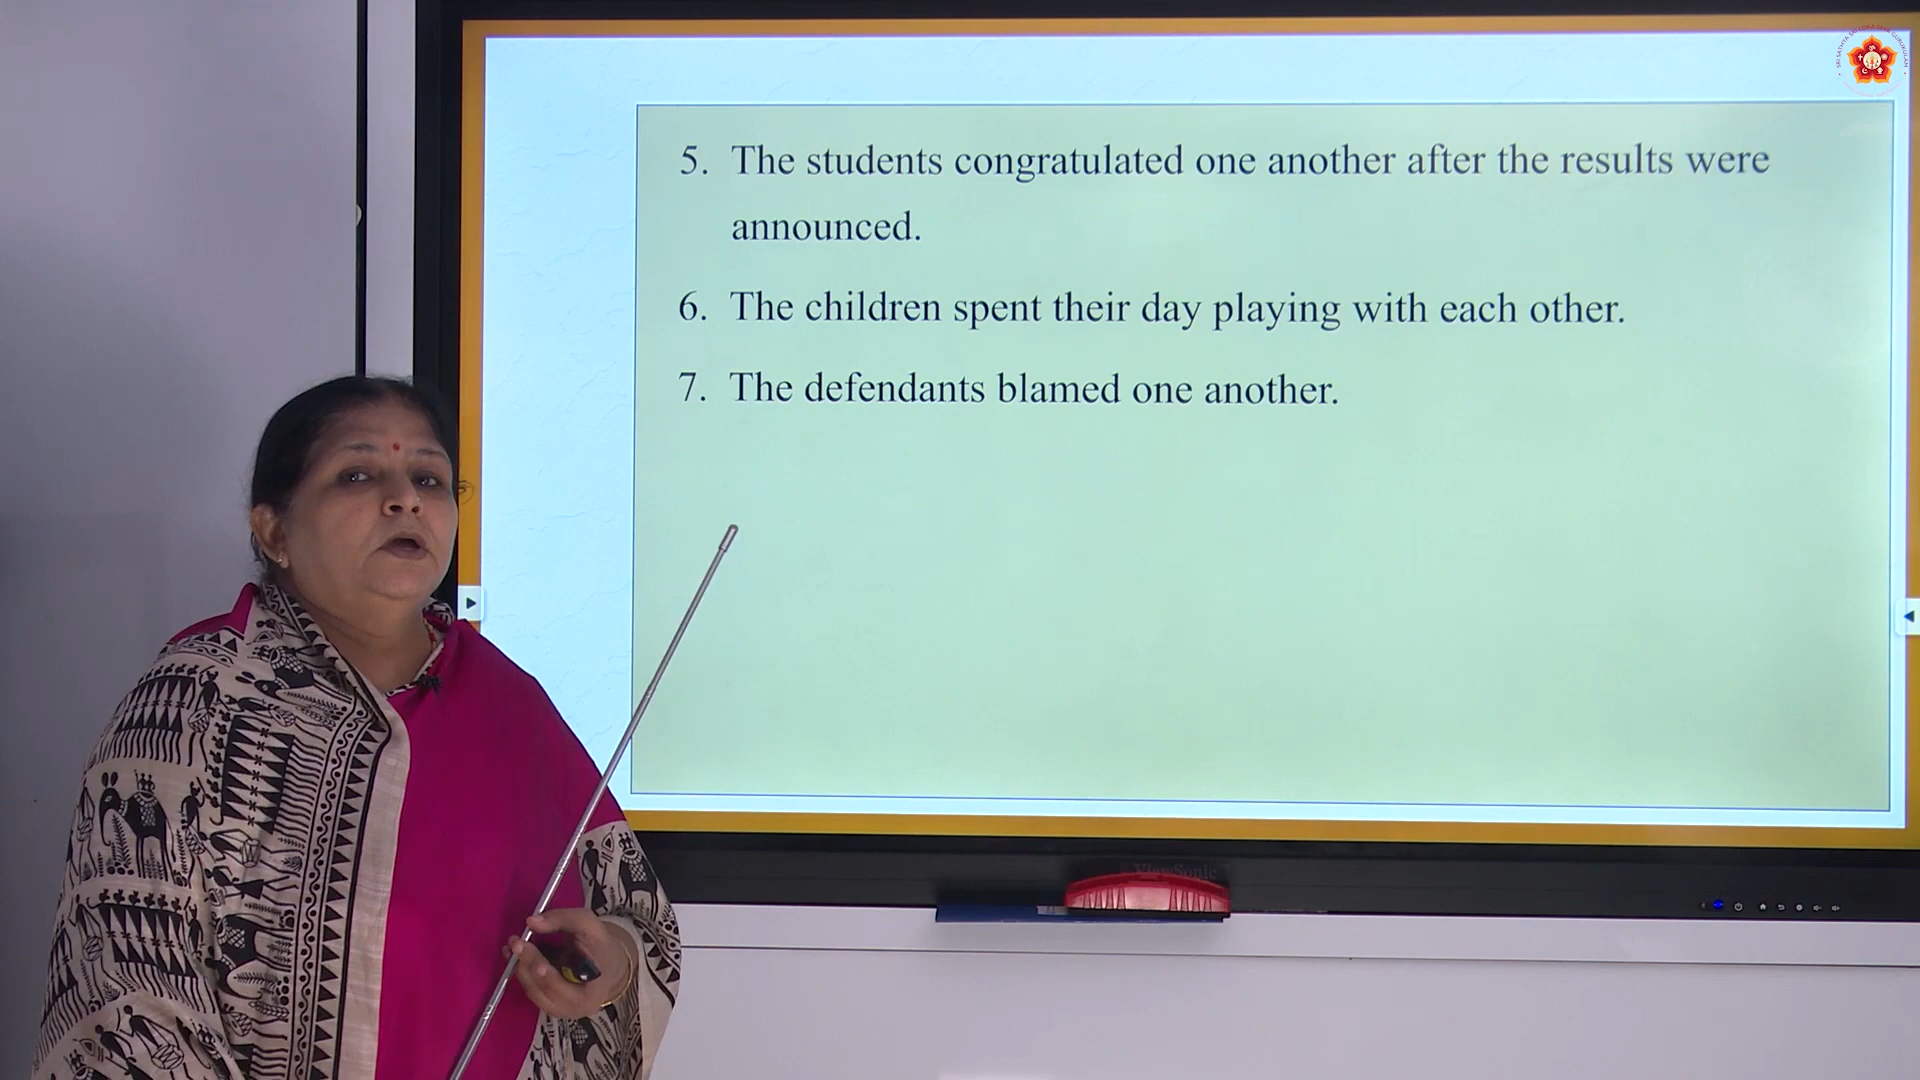 5. The students congratulated one another after the results were
announced.
6. The children spent their day playing with each other.
7. The defendants blamed one another.
ViewSonic